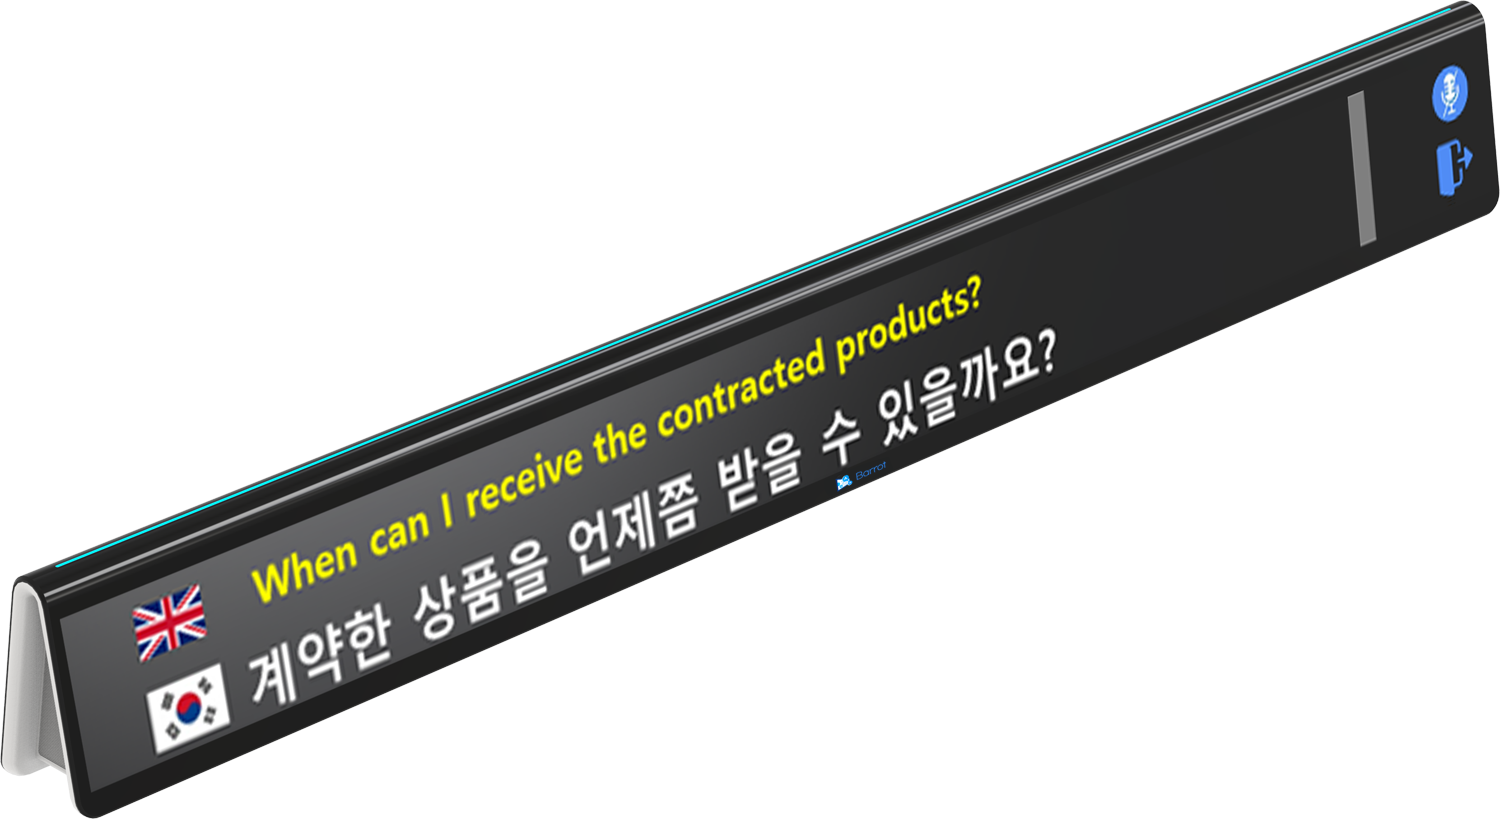 When can I receive the contracted products?
계약한 상품을 언제쯤 받을 수 있을까요?
Barrot